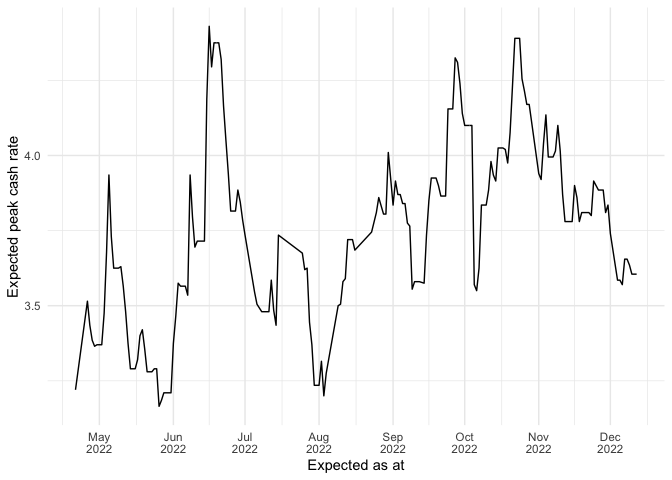 Expected peak cash rate
4.0
3.5
May Jun Jul Aug Sep Oct Nov Dec
2022 2022 2022 2022 2022 2022 2022 2022
Expected as at